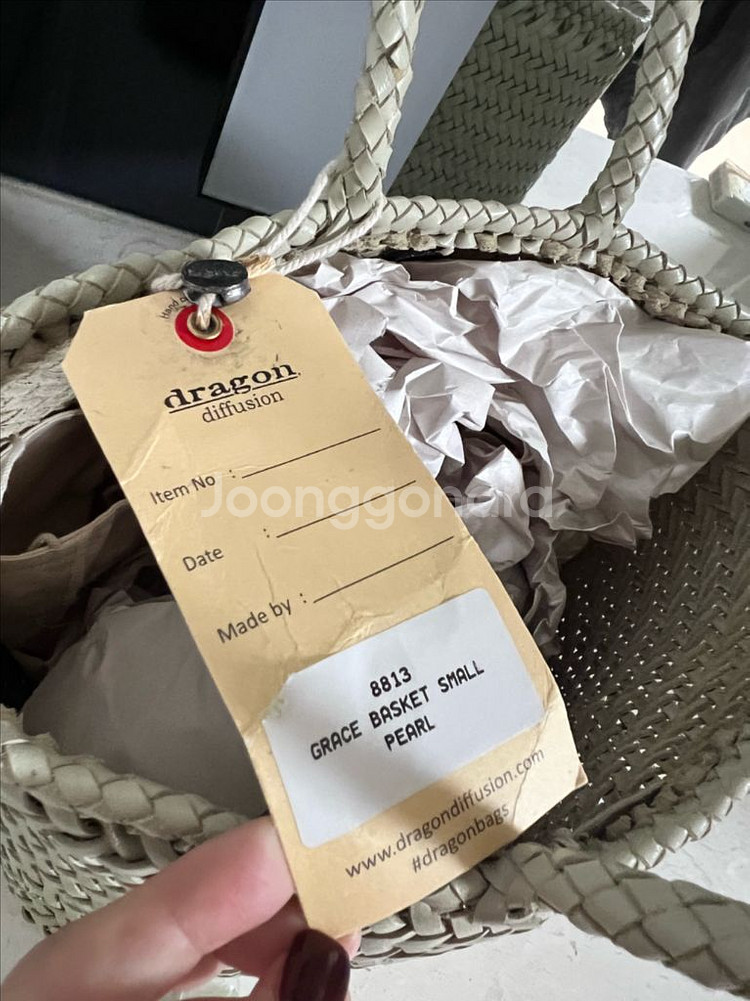 dragon
diffusion
Item No :
Date :
Made by :
8813
GRACE BASKET SMALL
PEARL
www.dragondiffusion.com
#dragonbags
Joonggonara